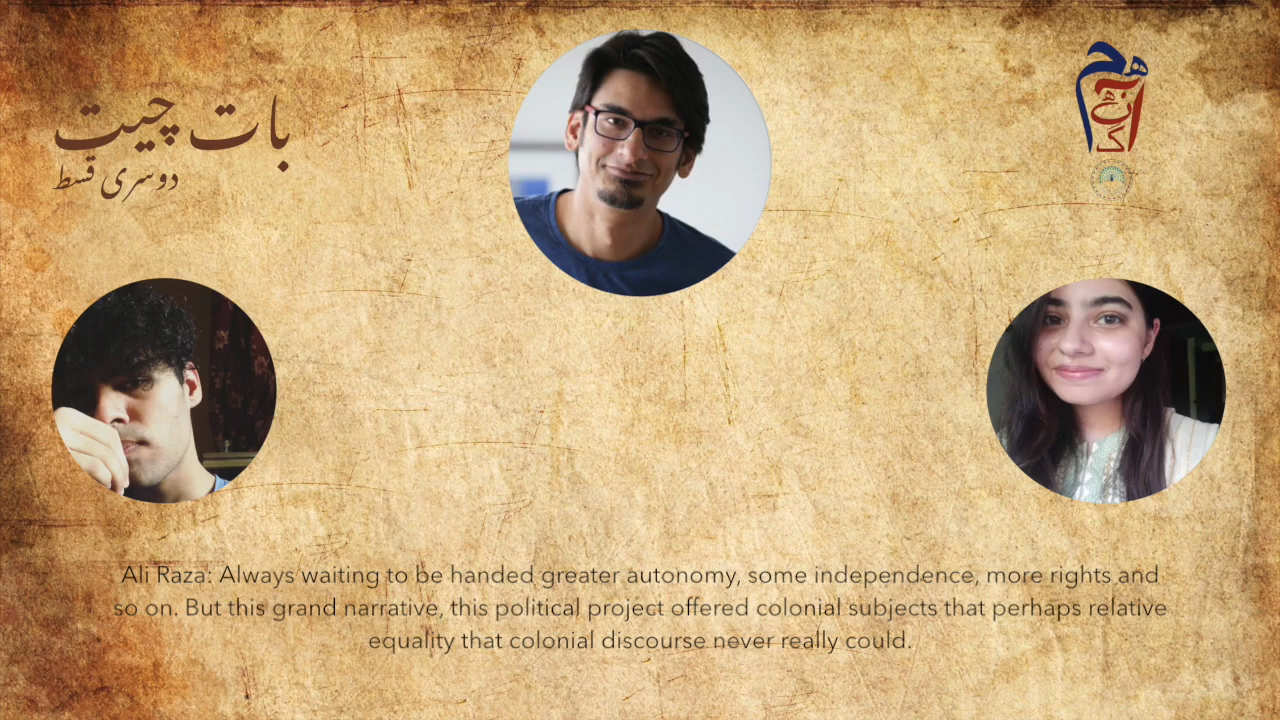 بات چیت
دوسری قسط
ہم آہنگ
Ali Raza: Always waiting to be handed greater autonomy, some independence, more rights and
so on. But this grand narrative, this political project offered colonial subjects that perhaps relative
equality that colonial discourse never really could.